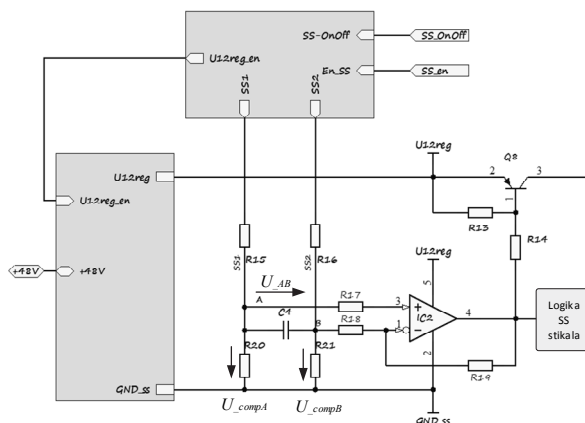 SS-OnOff
SS_OnOff
U12reg_en
En_SS
SS_en
SS1
SS2
U12reg
U12reg
Q8
2
3
1
U12reg_en
R13
R14
+48V
+48V
SS1
R15
SS2
R16
U12reg
U_AB
A
R17
3
5
+
IC2
4
Logika
SS
stikala
C1
B
R18
1
-
2
R20
R21
R19
GND_SS
U_compA
U_compB
GND_SS